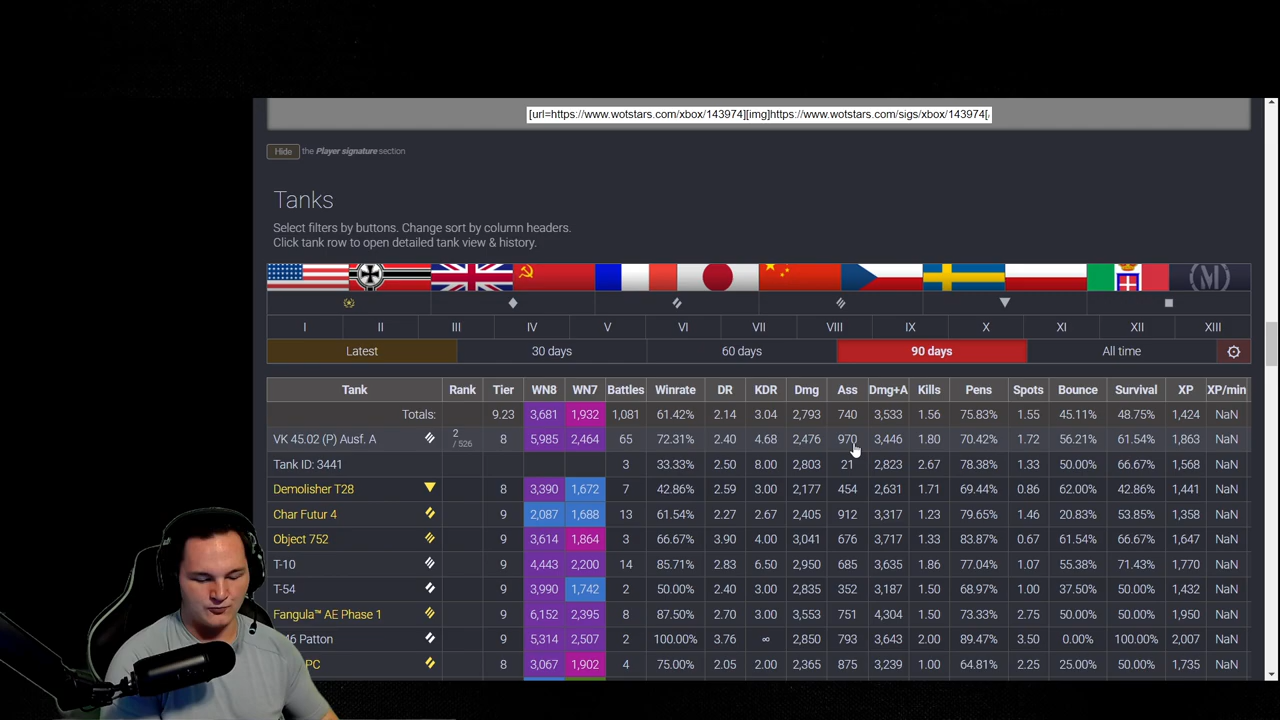 [url=https://www.wotstars.com/xbox/143974][img]https://www.wotstars.com/sigs/xbox/143974[/
Hide the Player signature section
Tanks
Select filters by buttons. Change sort by column headers.
Click tank row to open detailed tank view & history.
I II III IV V VI VII VIII IX X XI XII XIII
Latest 30 days 60 days 90 days All time
Tank Rank Tier WN8 WN7 Battles Winrate DR KDR Dmg Ass Dmg+A Kills Pens Spots Bounce Survival XP XP/min
Totals: 9.23 3,681 1,932 1,081 61.42% 2.14 3.04 2,793 740 3,533 1.56 75.83% 1.55 45.11% 48.75% 1,424 NaN
VK 45.02 (P) Ausf. A 2 / 526 8 5,985 2,464 65 72.31% 2.40 4.68 2,476 970 3,446 1.80 70.42% 1.72 56.21% 61.54% 1,863 NaN
Tank ID: 3441 3 33.33% 2.50 8.00 2,803 21 2,823 2.67 78.38% 1.33 50.00% 66.67% 1,568 NaN
Demolisher T28 8 3,390 1,672 7 42.86% 2.59 3.00 2,177 454 2,631 1.71 69.44% 0.86 62.00% 42.86% 1,441 NaN
Char Futur 4 9 2,087 1,688 13 61.54% 2.27 2.67 2,405 912 3,317 1.23 79.65% 1.46 20.83% 53.85% 1,358 NaN
Object 752 9 3,614 1,864 3 66.67% 3.90 4.00 3,041 676 3,717 1.33 83.87% 0.67 61.54% 66.67% 1,647 NaN
T-10 9 4,443 2,200 14 85.71% 2.83 6.50 2,950 685 3,635 1.86 77.04% 1.07 55.38% 71.43% 1,770 NaN
T-54 9 3,990 1,742 2 50.00% 2.40 3.00 2,835 352 3,187 1.50 68.97% 1.00 37.50% 50.00% 1,432 NaN
Fangula™ AE Phase 1 9 6,152 2,395 8 87.50% 2.70 3.00 3,553 751 4,304 1.50 73.33% 2.75 50.00% 50.00% 1,950 NaN
46 Patton 9 5,314 2,507 2 100.00% 3.76 ∞ 2,850 793 3,643 2.00 89.47% 3.50 0.00% 100.00% 2,007 NaN
PC 8 3,067 1,902 4 75.00% 2.05 2.00 2,365 875 3,239 1.00 64.81% 2.25 25.00% 50.00% 1,735 NaN